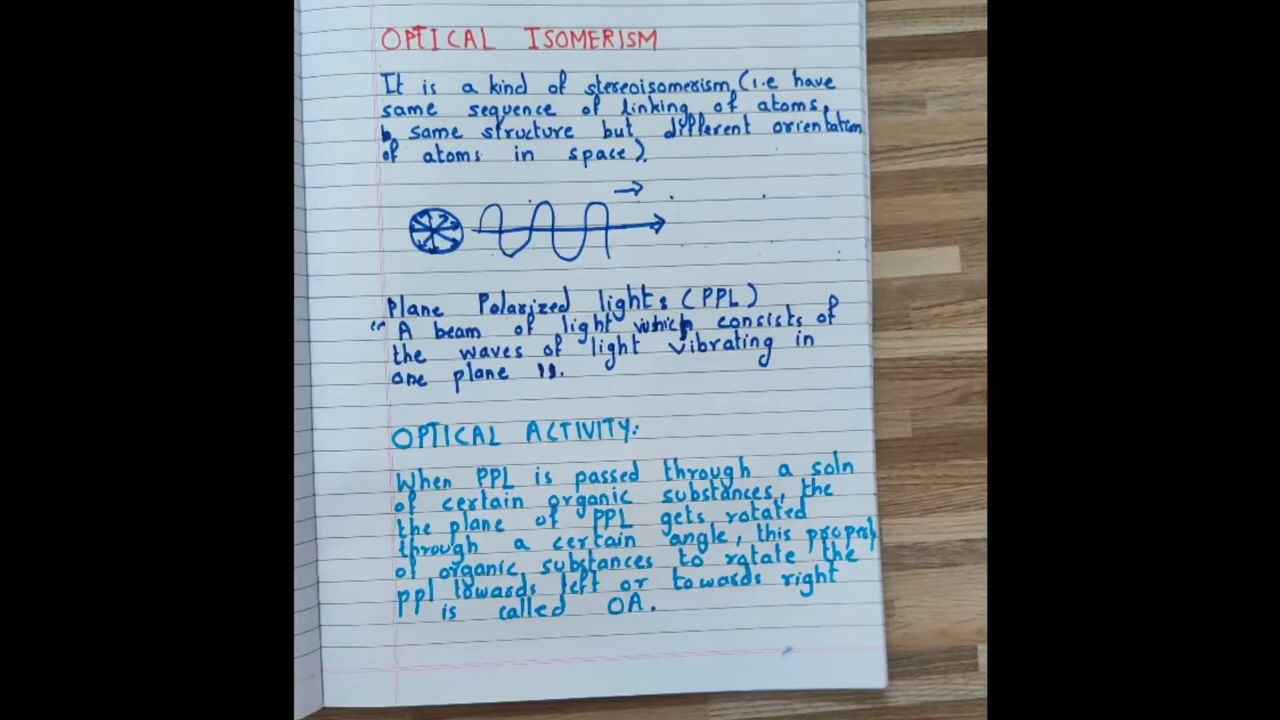 OPTICAL ISOMERISM
It is a kind of stereoisomerism (i.e have
same sequence of linking of atoms,
same structure but different orientation
of atoms in space).
Plane Polarized light: (PPL)
" A beam of light which consists of
the waves of light vibrating in
one plane ".
OPTICAL ACTIVITY:
When PPL is passed through a soln
of certain organic substances, the
the plane of PPL gets rotated
through a certain angle, this property
of organic substances to rotate the
ppl towards left or towards right
is called OA.